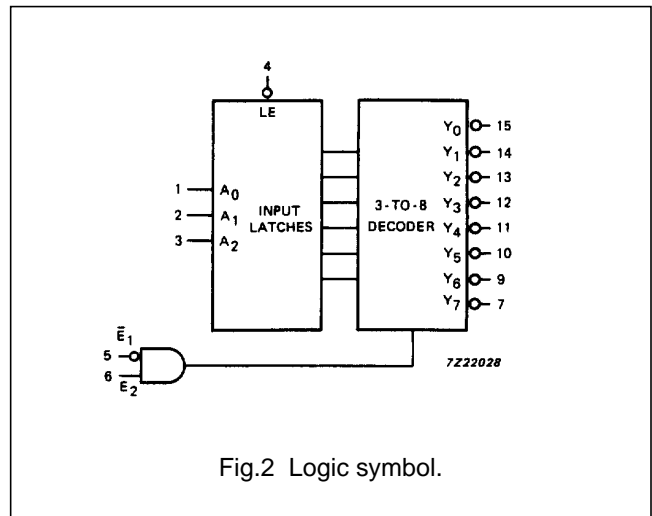 4
LE
1 A0
2 A1
3 A2
INPUT
LATCHES
3-TO-8
DECODER
Y0 15
Y1 14
Y2 13
Y3 12
Y4 11
Y5 10
Y6 9
Y7 7
Ē1
5
6
E2
7Z22028
Fig.2 Logic symbol.